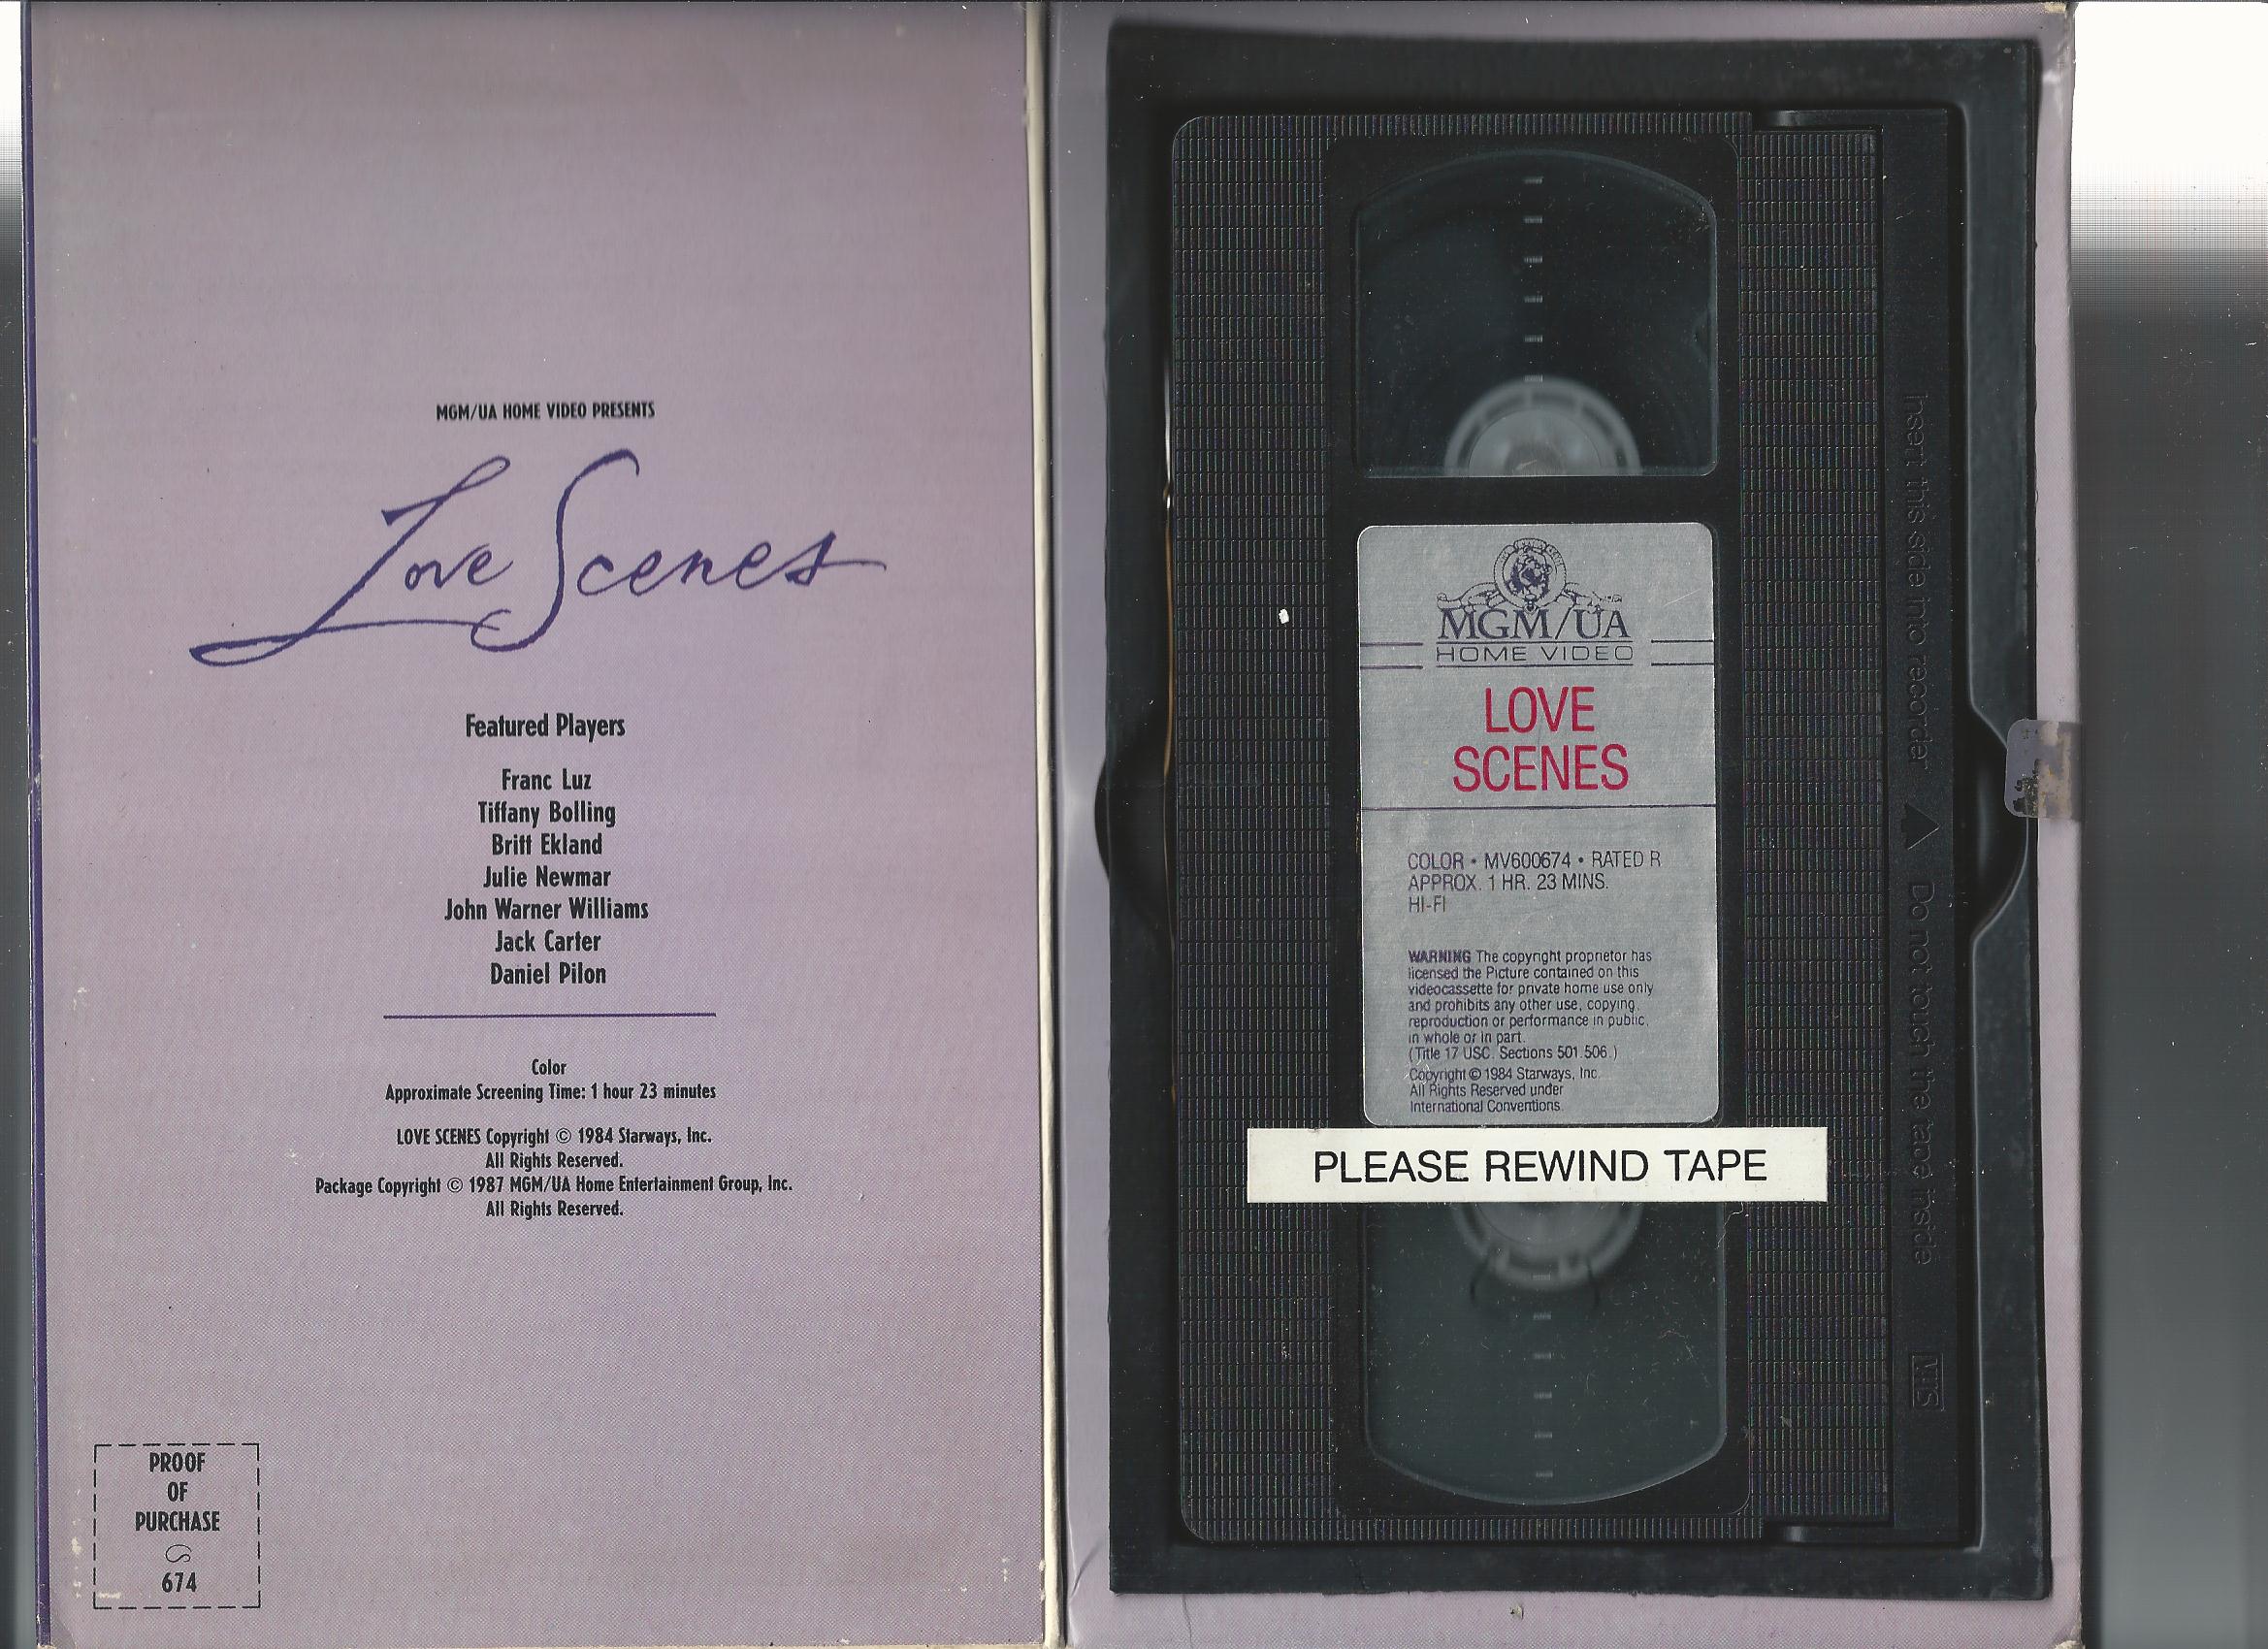 MGM/UA HOME VIDEO PRESENTS
Love Scenes
Featured Players
Franc Luz
Tiffany Bolling
Britt Ekland
Julie Newmar
John Warner Williams
Jack Carter
Daniel Pilon
Color
Approximate Screening Time: 1 hour 23 minutes
LOVE SCENES Copyright © 1984 Starways, Inc.
All Rights Reserved.
Package Copyright © 1987 MGM/UA Home Entertainment Group, Inc.
All Rights Reserved.
PROOF
OF
PURCHASE
674
MGM/UA
HOME VIDEO
LOVE
SCENES
COLOR • MV600674 • RATED R
APPROX. 1 HR. 23 MINS.
HI-FI
WARNING The copyright proprietor has
licensed the Picture contained on this
videocassette for private home use only
and prohibits any other use, copying,
reproduction or performance in public,
in whole or in part.
(Title 17 USC. Sections 501.506.)
Copyright © 1984 Starways, Inc.
All Rights Reserved under
International Conventions.
PLEASE REWIND TAPE
Insert this side into recorder ▲ Do not touch the tape inside
VHS